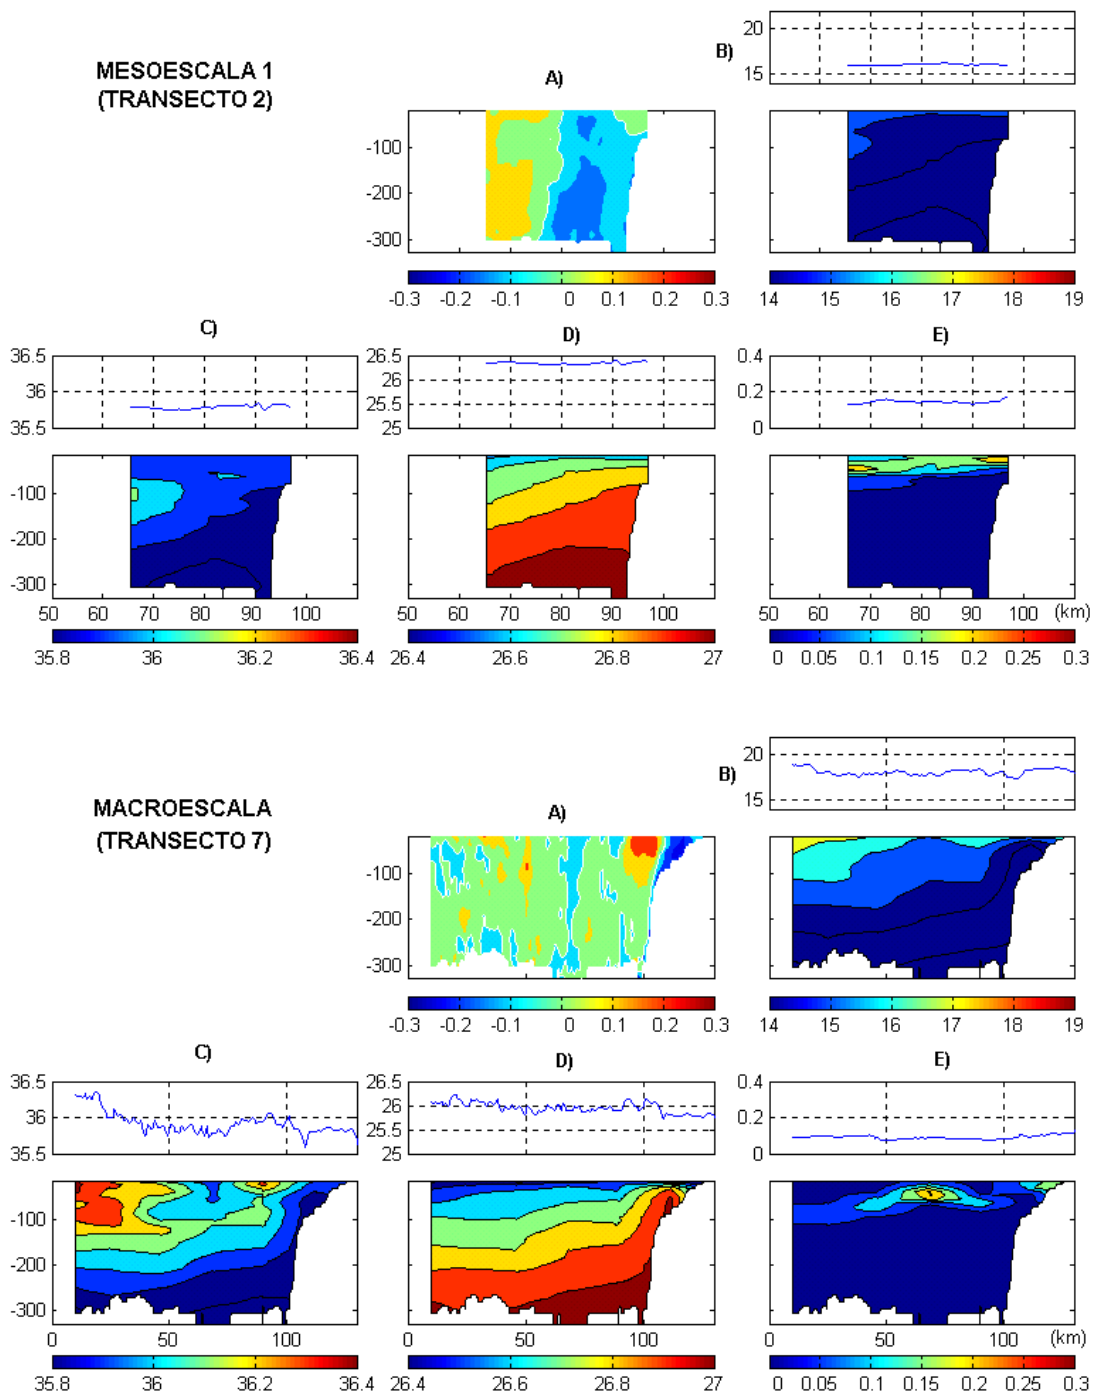 MESOESCALA 1
(TRANSECTO 2)
A)
-100
-200
-300
-0.3 -0.2 -0.1 0 0.1 0.2 0.3
B)
20
15
14 15 16 17 18 19
C)
36.5
36
35.5
-100
-200
-300
50 60 70 80 90 100
35.8 36 36.2 36.4
D)
26.5
26
25.5
25
50 60 70 80 90 100
26.4 26.6 26.8 27
E)
0.4
0.2
0
50 60 70 80 90 100 (km)
0 0.05 0.1 0.15 0.2 0.25 0.3
MACROESCALA
(TRANSECTO 7)
A)
-100
-200
-300
-0.3 -0.2 -0.1 0 0.1 0.2 0.3
B)
20
15
14 15 16 17 18 19
C)
36.5
36
35.5
-100
-200
-300
0 50 100
35.8 36 36.2 36.4
D)
26.5
26
25.5
25
0 50 100
26.4 26.6 26.8 27
E)
0.4
0.2
0
0 50 100 (km)
0 0.05 0.1 0.15 0.2 0.25 0.3